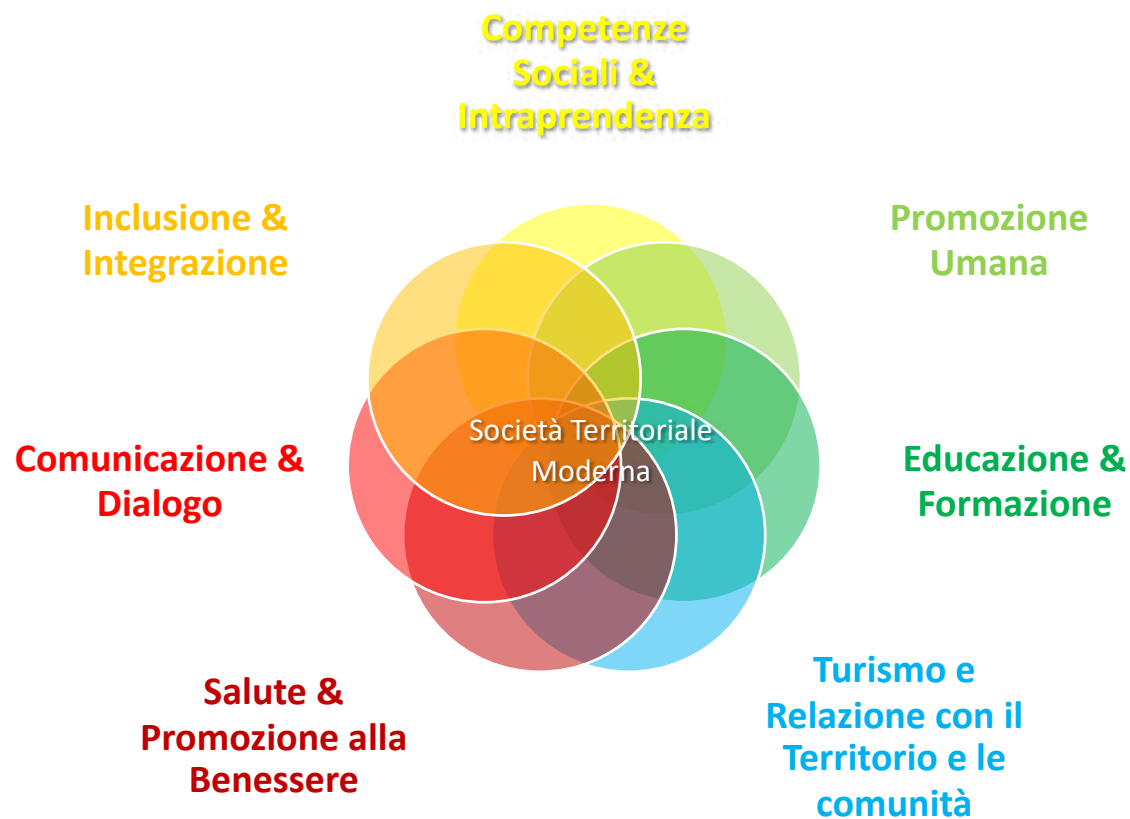 Competenze
Sociali &
Intraprendenza
Inclusione &
Integrazione
Promozione
Umana
Società Territoriale
Moderna
Comunicazione &
Dialogo
Educazione &
Formazione
Salute &
Promozione alla
Benessere
Turismo e
Relazione con il
Territorio e le
comunità